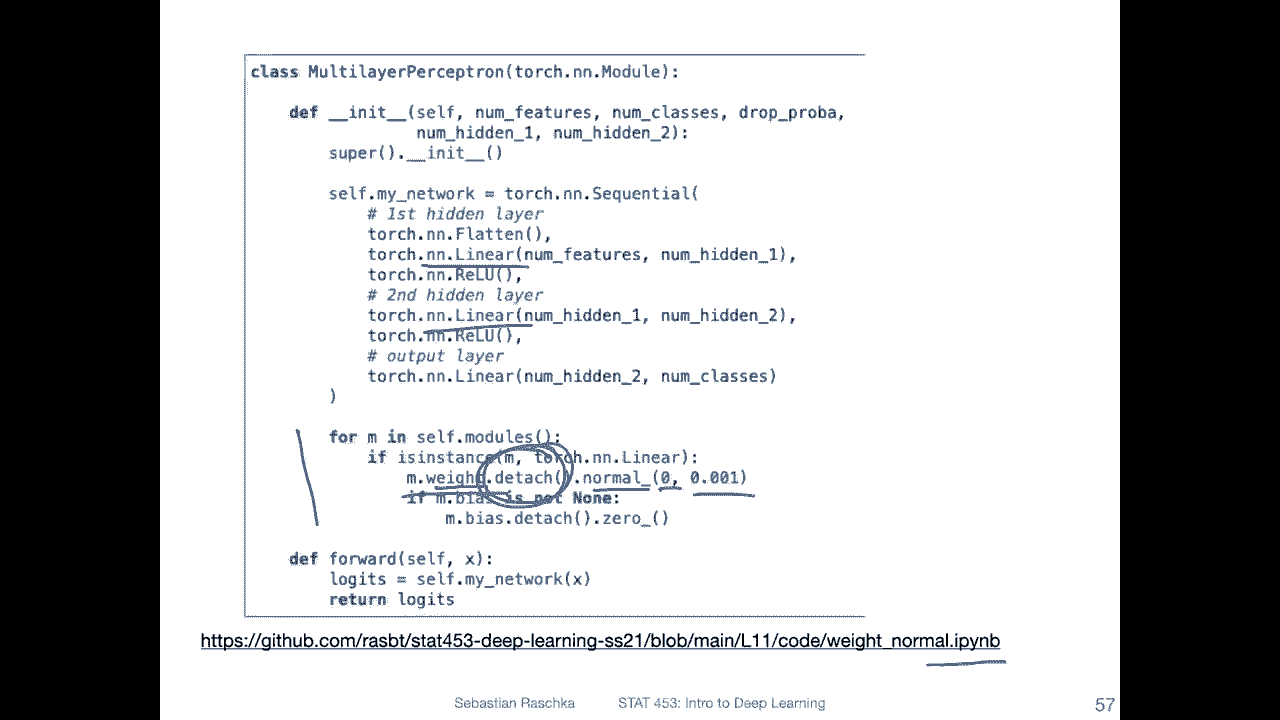 class MultilayerPerceptron(torch.nn.Module):
def __init__(self, num_features, num_classes, drop_proba,
num_hidden_1, num_hidden_2):
super().__init__()
self.my_network = torch.nn.Sequential(
# 1st hidden layer
torch.nn.Flatten(),
torch.nn.Linear(num_features, num_hidden_1),
torch.nn.ReLU(),
# 2nd hidden layer
torch.nn.Linear(num_hidden_1, num_hidden_2),
torch.nn.ReLU(),
# output layer
torch.nn.Linear(num_hidden_2, num_classes)
)
for m in self.modules():
if isinstance(m, torch.nn.Linear):
m.weight.detach().normal_(0, 0.001)
if m.bias is not None:
m.bias.detach().zero_()
def forward(self, x):
logits = self.my_network(x)
return logits
https://github.com/rasbt/stat453-deep-learning-ss21/blob/main/L11/code/weight_normal.ipynb
Sebastian Raschka STAT 453: Intro to Deep Learning 57